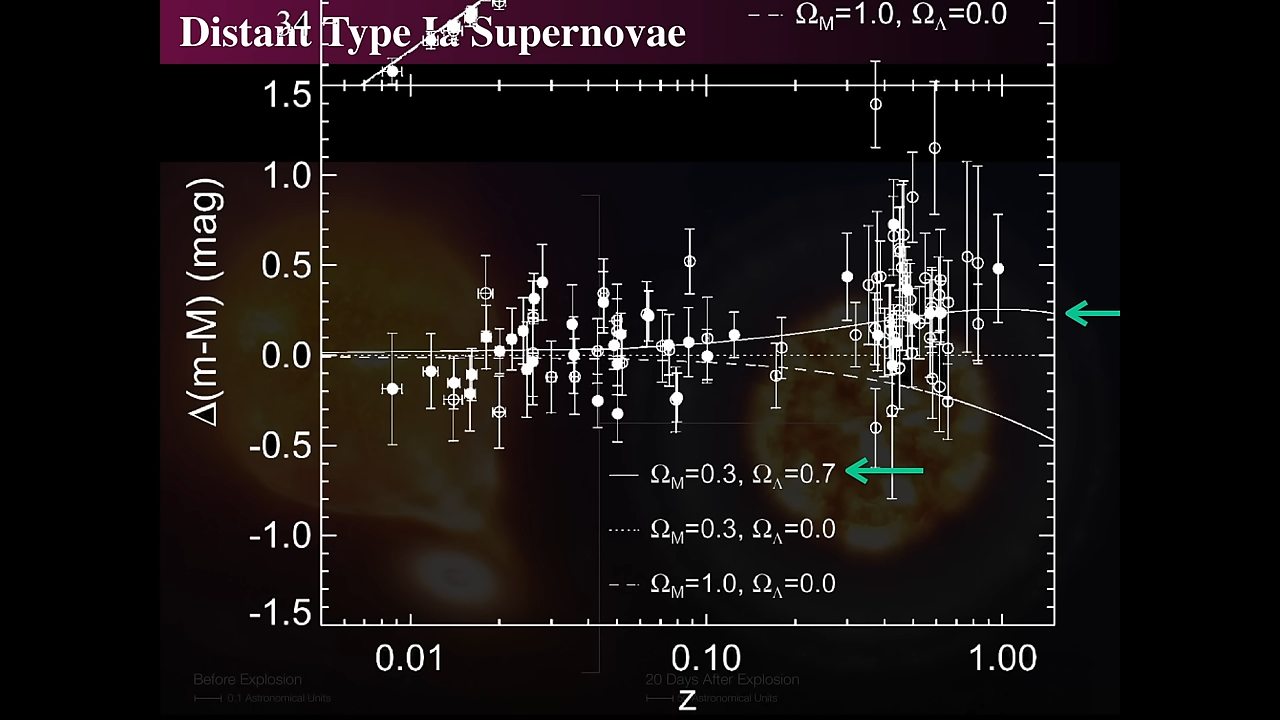 34
Distant Type Ia Supernovae
Ω_M=1.0, Ω_Λ=0.0
1.5
1.0
0.5
0.0
-0.5
-1.0
-1.5
Δ(m-M) (mag)
Ω_M=0.3, Ω_Λ=0.7
Ω_M=0.3, Ω_Λ=0.0
Ω_M=1.0, Ω_Λ=0.0
0.01 0.10 1.00
z
Before Explosion
0.1 Astronomical Units
20 Days After Explosion
Astronomical Units